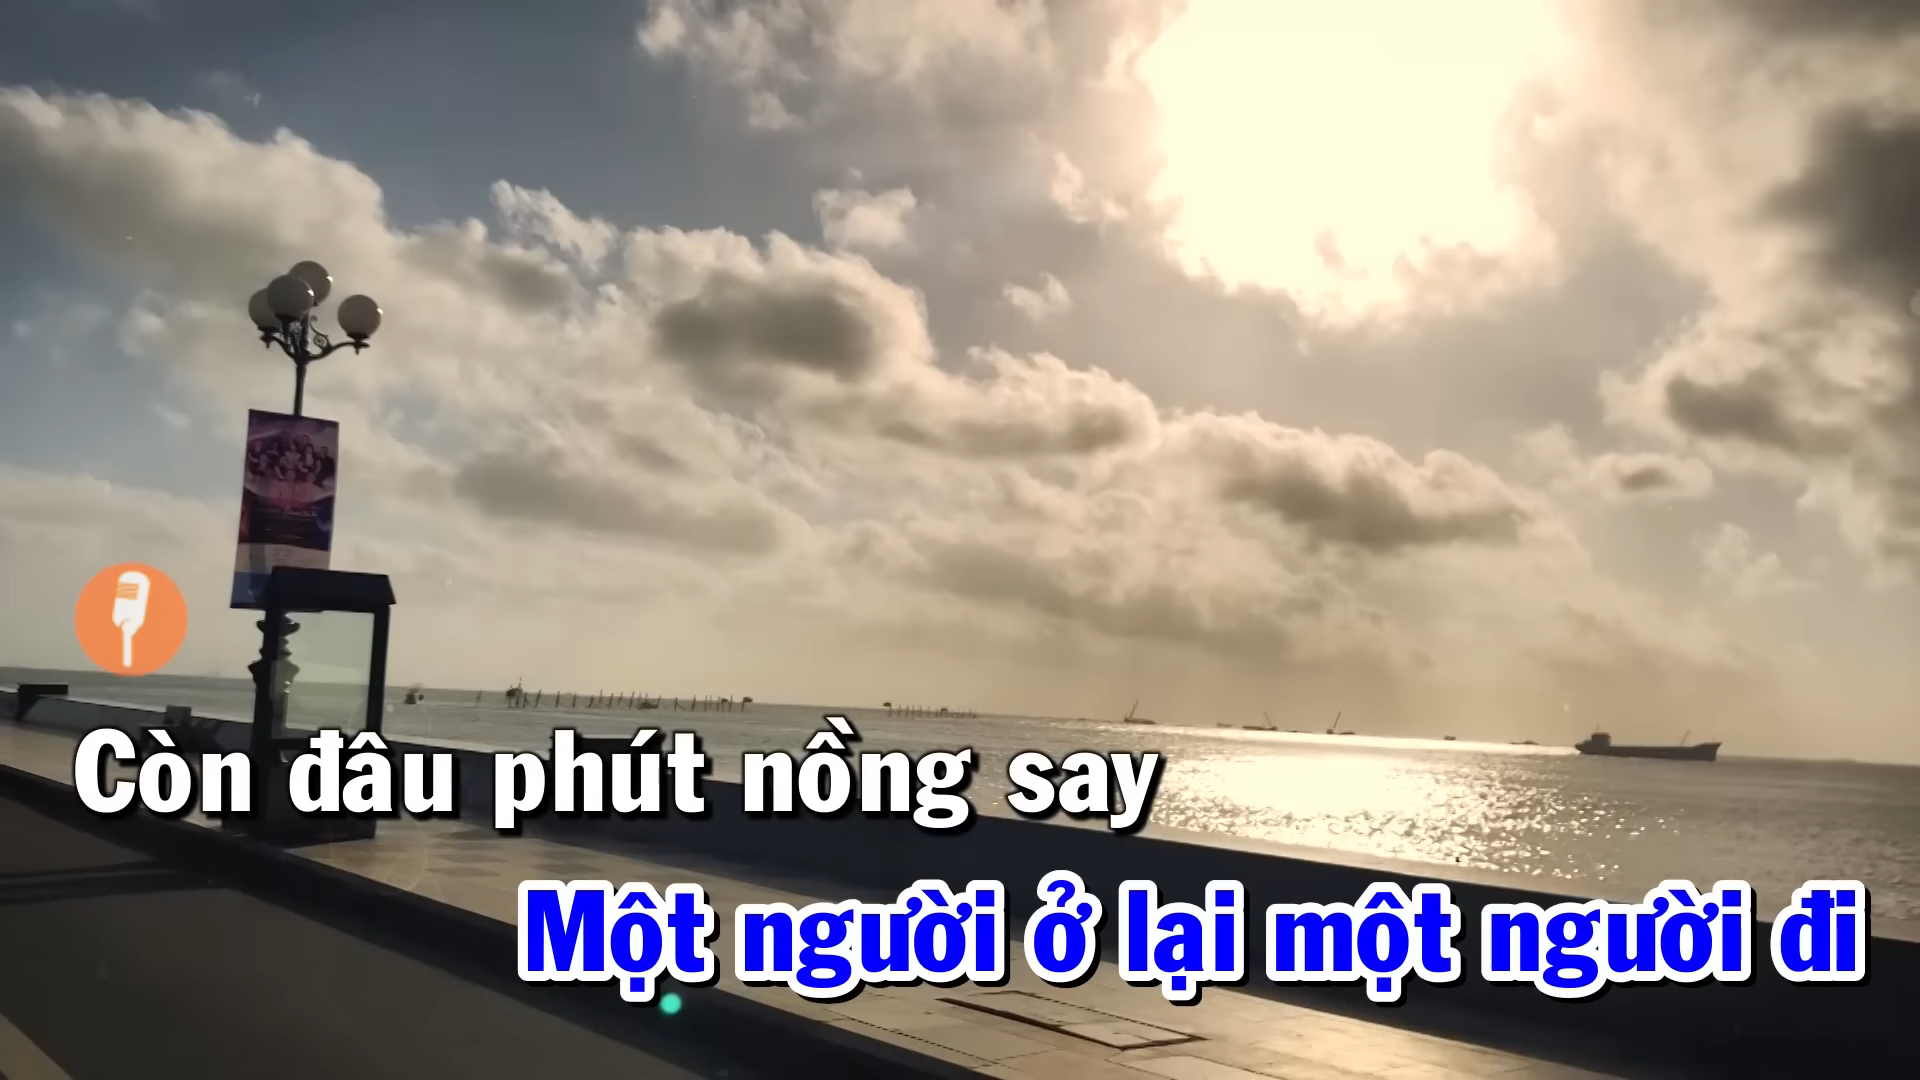 Còn đâu phút nồng say
Một người ở lại một người đi